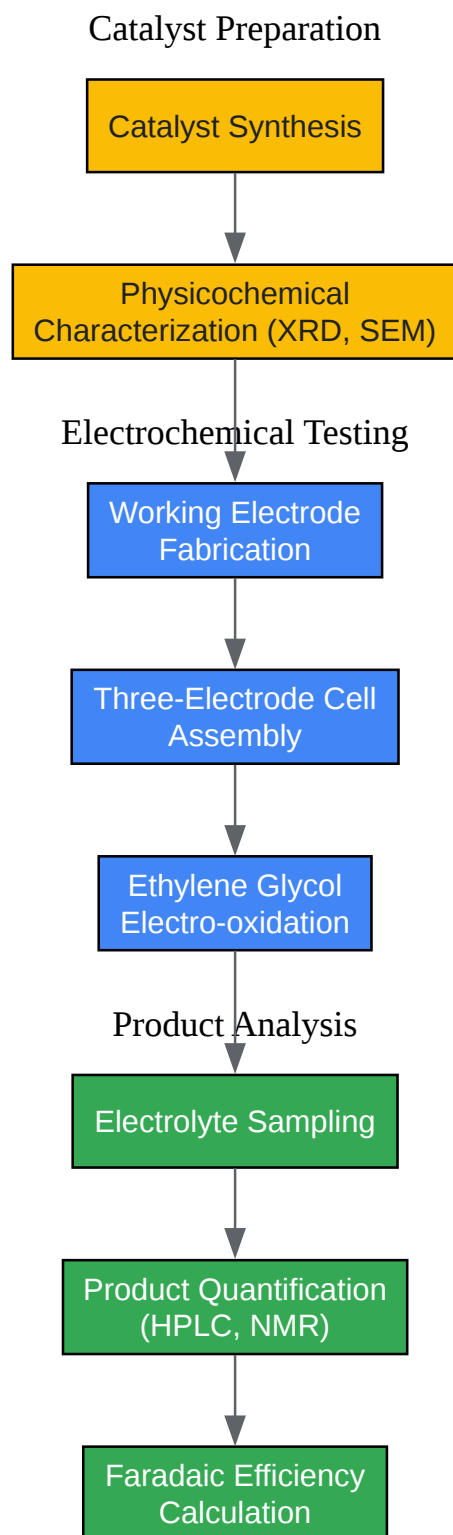 Catalyst Preparation
Catalyst Synthesis
Physicochemical
Characterization (XRD, SEM)
Electrochemical Testing
Working Electrode
Fabrication
Three-Electrode Cell
Assembly
Ethylene Glycol
Electro-oxidation
Product Analysis
Electrolyte Sampling
Product Quantification
(HPLC, NMR)
Faradaic Efficiency
Calculation